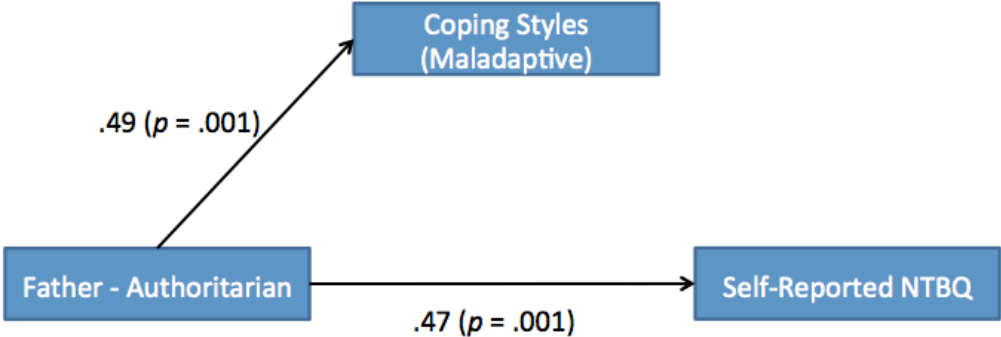 Coping Styles
(Maladaptive)
.49 (p = .001)
Father - Authoritarian
.47 (p = .001)
Self-Reported NTBQ